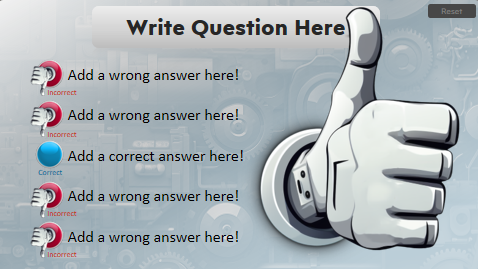 Reset
Write Question Here
Add a wrong answer here!
Incorrect
Add a wrong answer here!
Incorrect
Add a correct answer here!
Correct
Add a wrong answer here!
Incorrect
Add a wrong answer here!
Incorrect